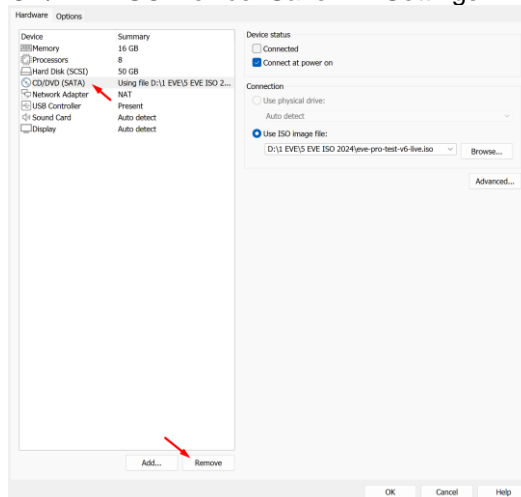 Hardware Options
Device Summary
Memory 16 GB
Processors 8
Hard Disk (SCSI) 50 GB
CD/DVD (SATA) Using file D:\1 EVE\5 EVE ISO 2...
Network Adapter NAT
USB Controller Present
Sound Card Auto detect
Display Auto detect
Add... Remove
Device status
Connected
Connect at power on
Connection
Use physical drive:
Auto detect
Use ISO image file:
D:\1 EVE\5 EVE ISO 2024\eve-pro-test-v6-live.iso Browse...
Advanced...
OK Cancel Help